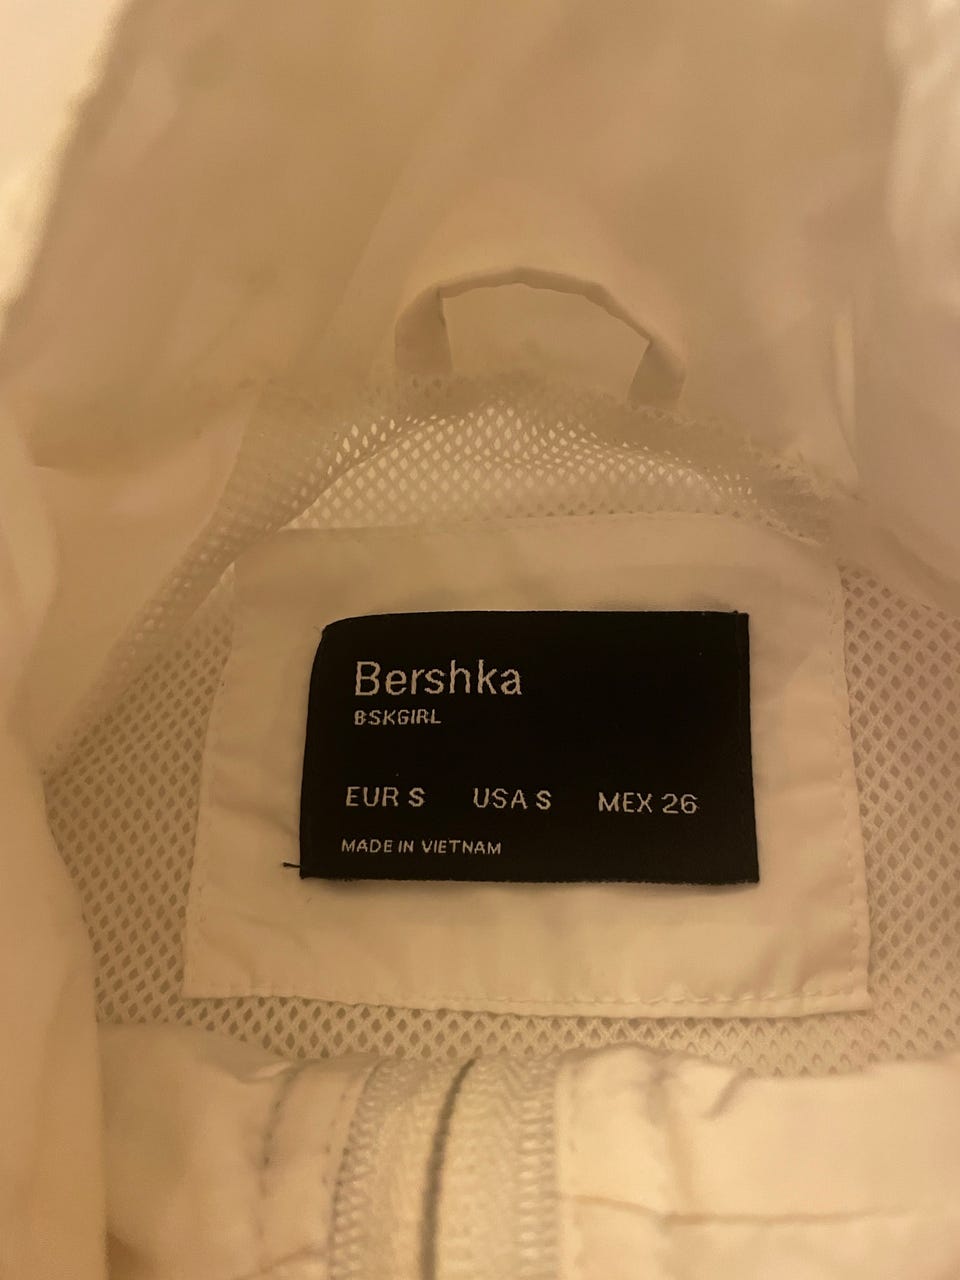 Bershka
BSKGIRL
EUR S USA S MEX 26
MADE IN VIETNAM